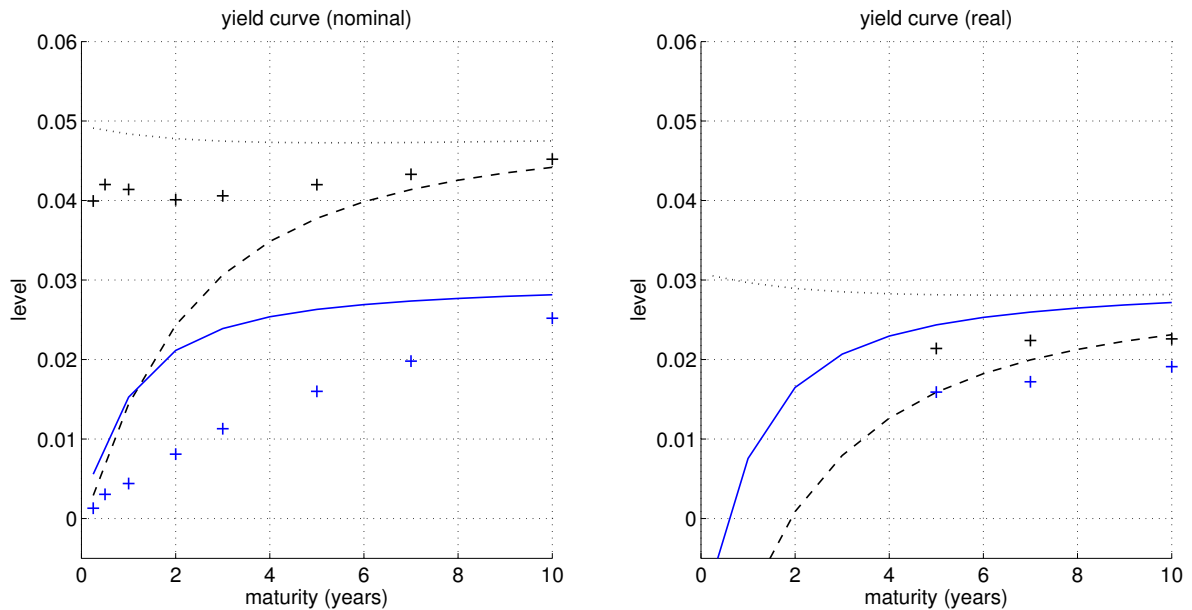 yield curve (nominal)
0.06
0.05
0.04
0.03
0.02
0.01
0
level
0 2 4 6 8 10
maturity (years)
yield curve (real)
0.06
0.05
0.04
0.03
0.02
0.01
0
level
0 2 4 6 8 10
maturity (years)